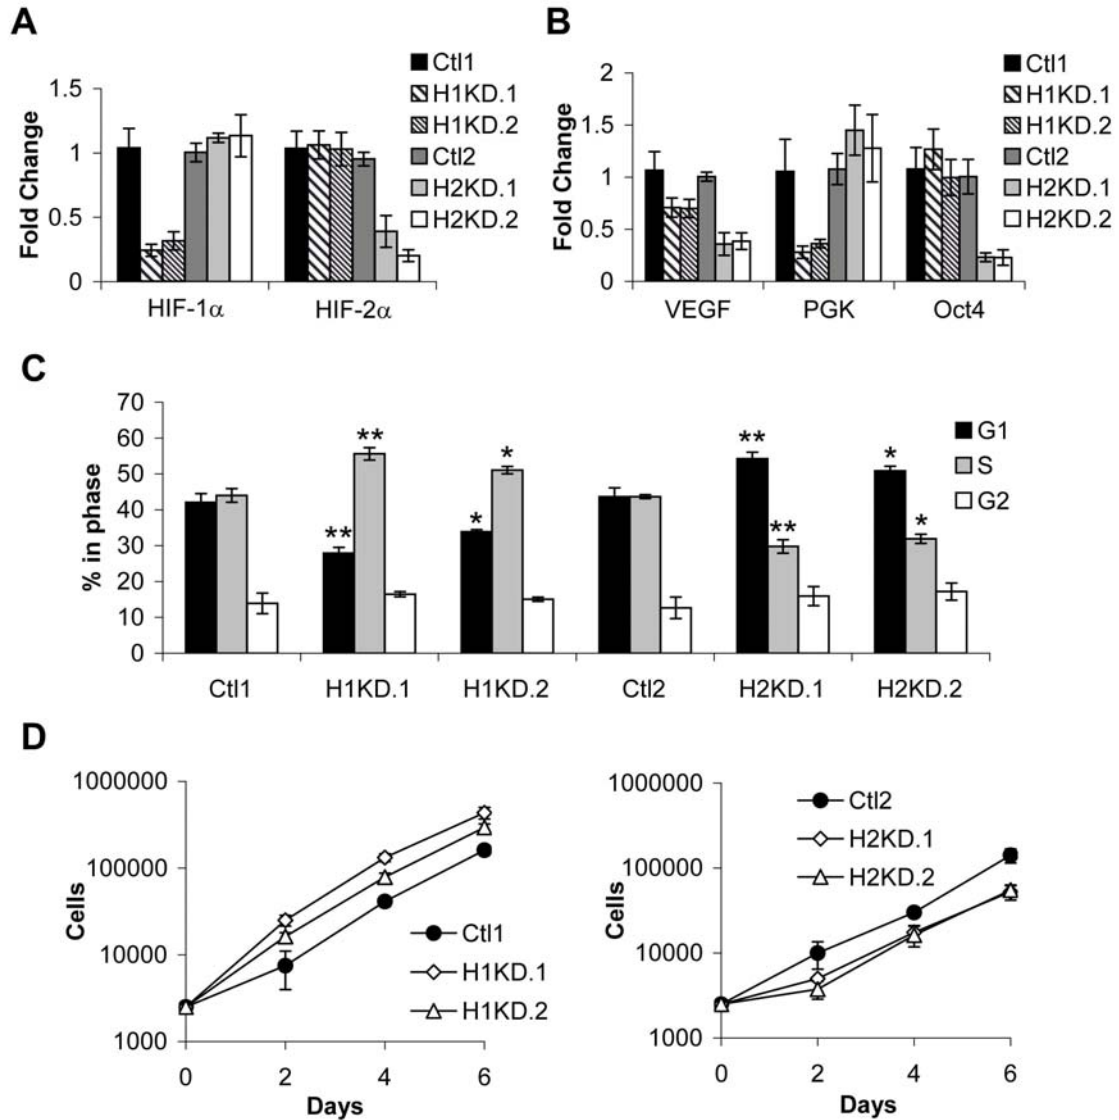 A
Fold Change
1.5
1
0.5
0
HIF-1α
HIF-2α
Ctl1
H1KD.1
H1KD.2
Ctl2
H2KD.1
H2KD.2
B
Fold Change
2
1.5
1
0.5
0
VEGF
PGK
Oct4
Ctl1
H1KD.1
H1KD.2
Ctl2
H2KD.1
H2KD.2
C
% in phase
70
60
50
40
30
20
10
0
**
**
*
*
**
**
*
*
Ctl1
H1KD.1
H1KD.2
Ctl2
H2KD.1
H2KD.2
G1
S
G2
D
Cells
1000000
100000
10000
1000
0 2 4 6
Days
Ctl1
H1KD.1
H1KD.2
Cells
1000000
100000
10000
1000
0 2 4 6
Days
Ctl2
H2KD.1
H2KD.2